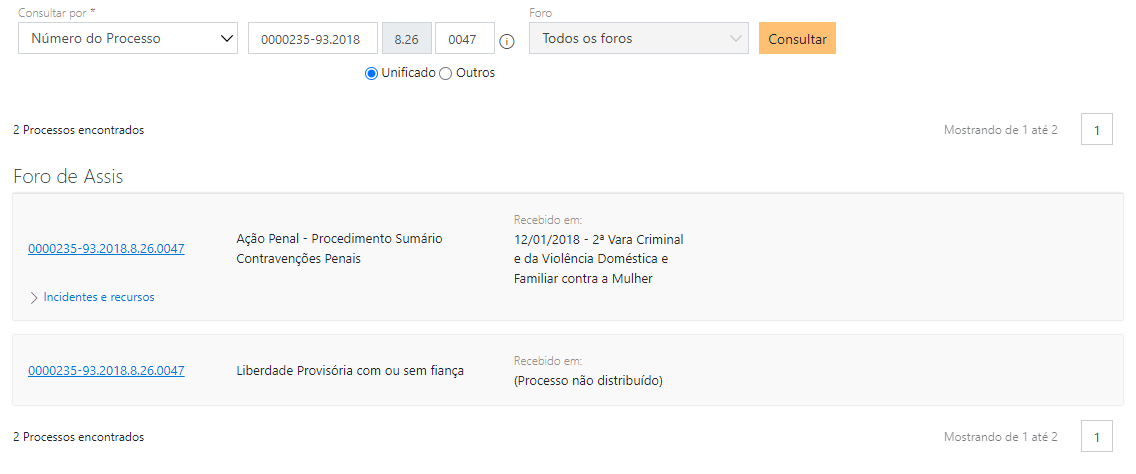 Consultar por *
Foro
Número do Processo
0000235-93.2018
8.26
0047
Todos os foros
Consultar
Unificado
Outros
2 Processos encontrados
Mostrando de 1 até 2
1
Foro de Assis
0000235-93.2018.8.26.0047
Ação Penal - Procedimento Sumário
Contravenções Penais
Recebido em:
12/01/2018 - 2ª Vara Criminal
e da Violência Doméstica e
Familiar contra a Mulher
Incidentes e recursos
0000235-93.2018.8.26.0047
Liberdade Provisória com ou sem fiança
Recebido em:
(Processo não distribuído)
2 Processos encontrados
Mostrando de 1 até 2
1